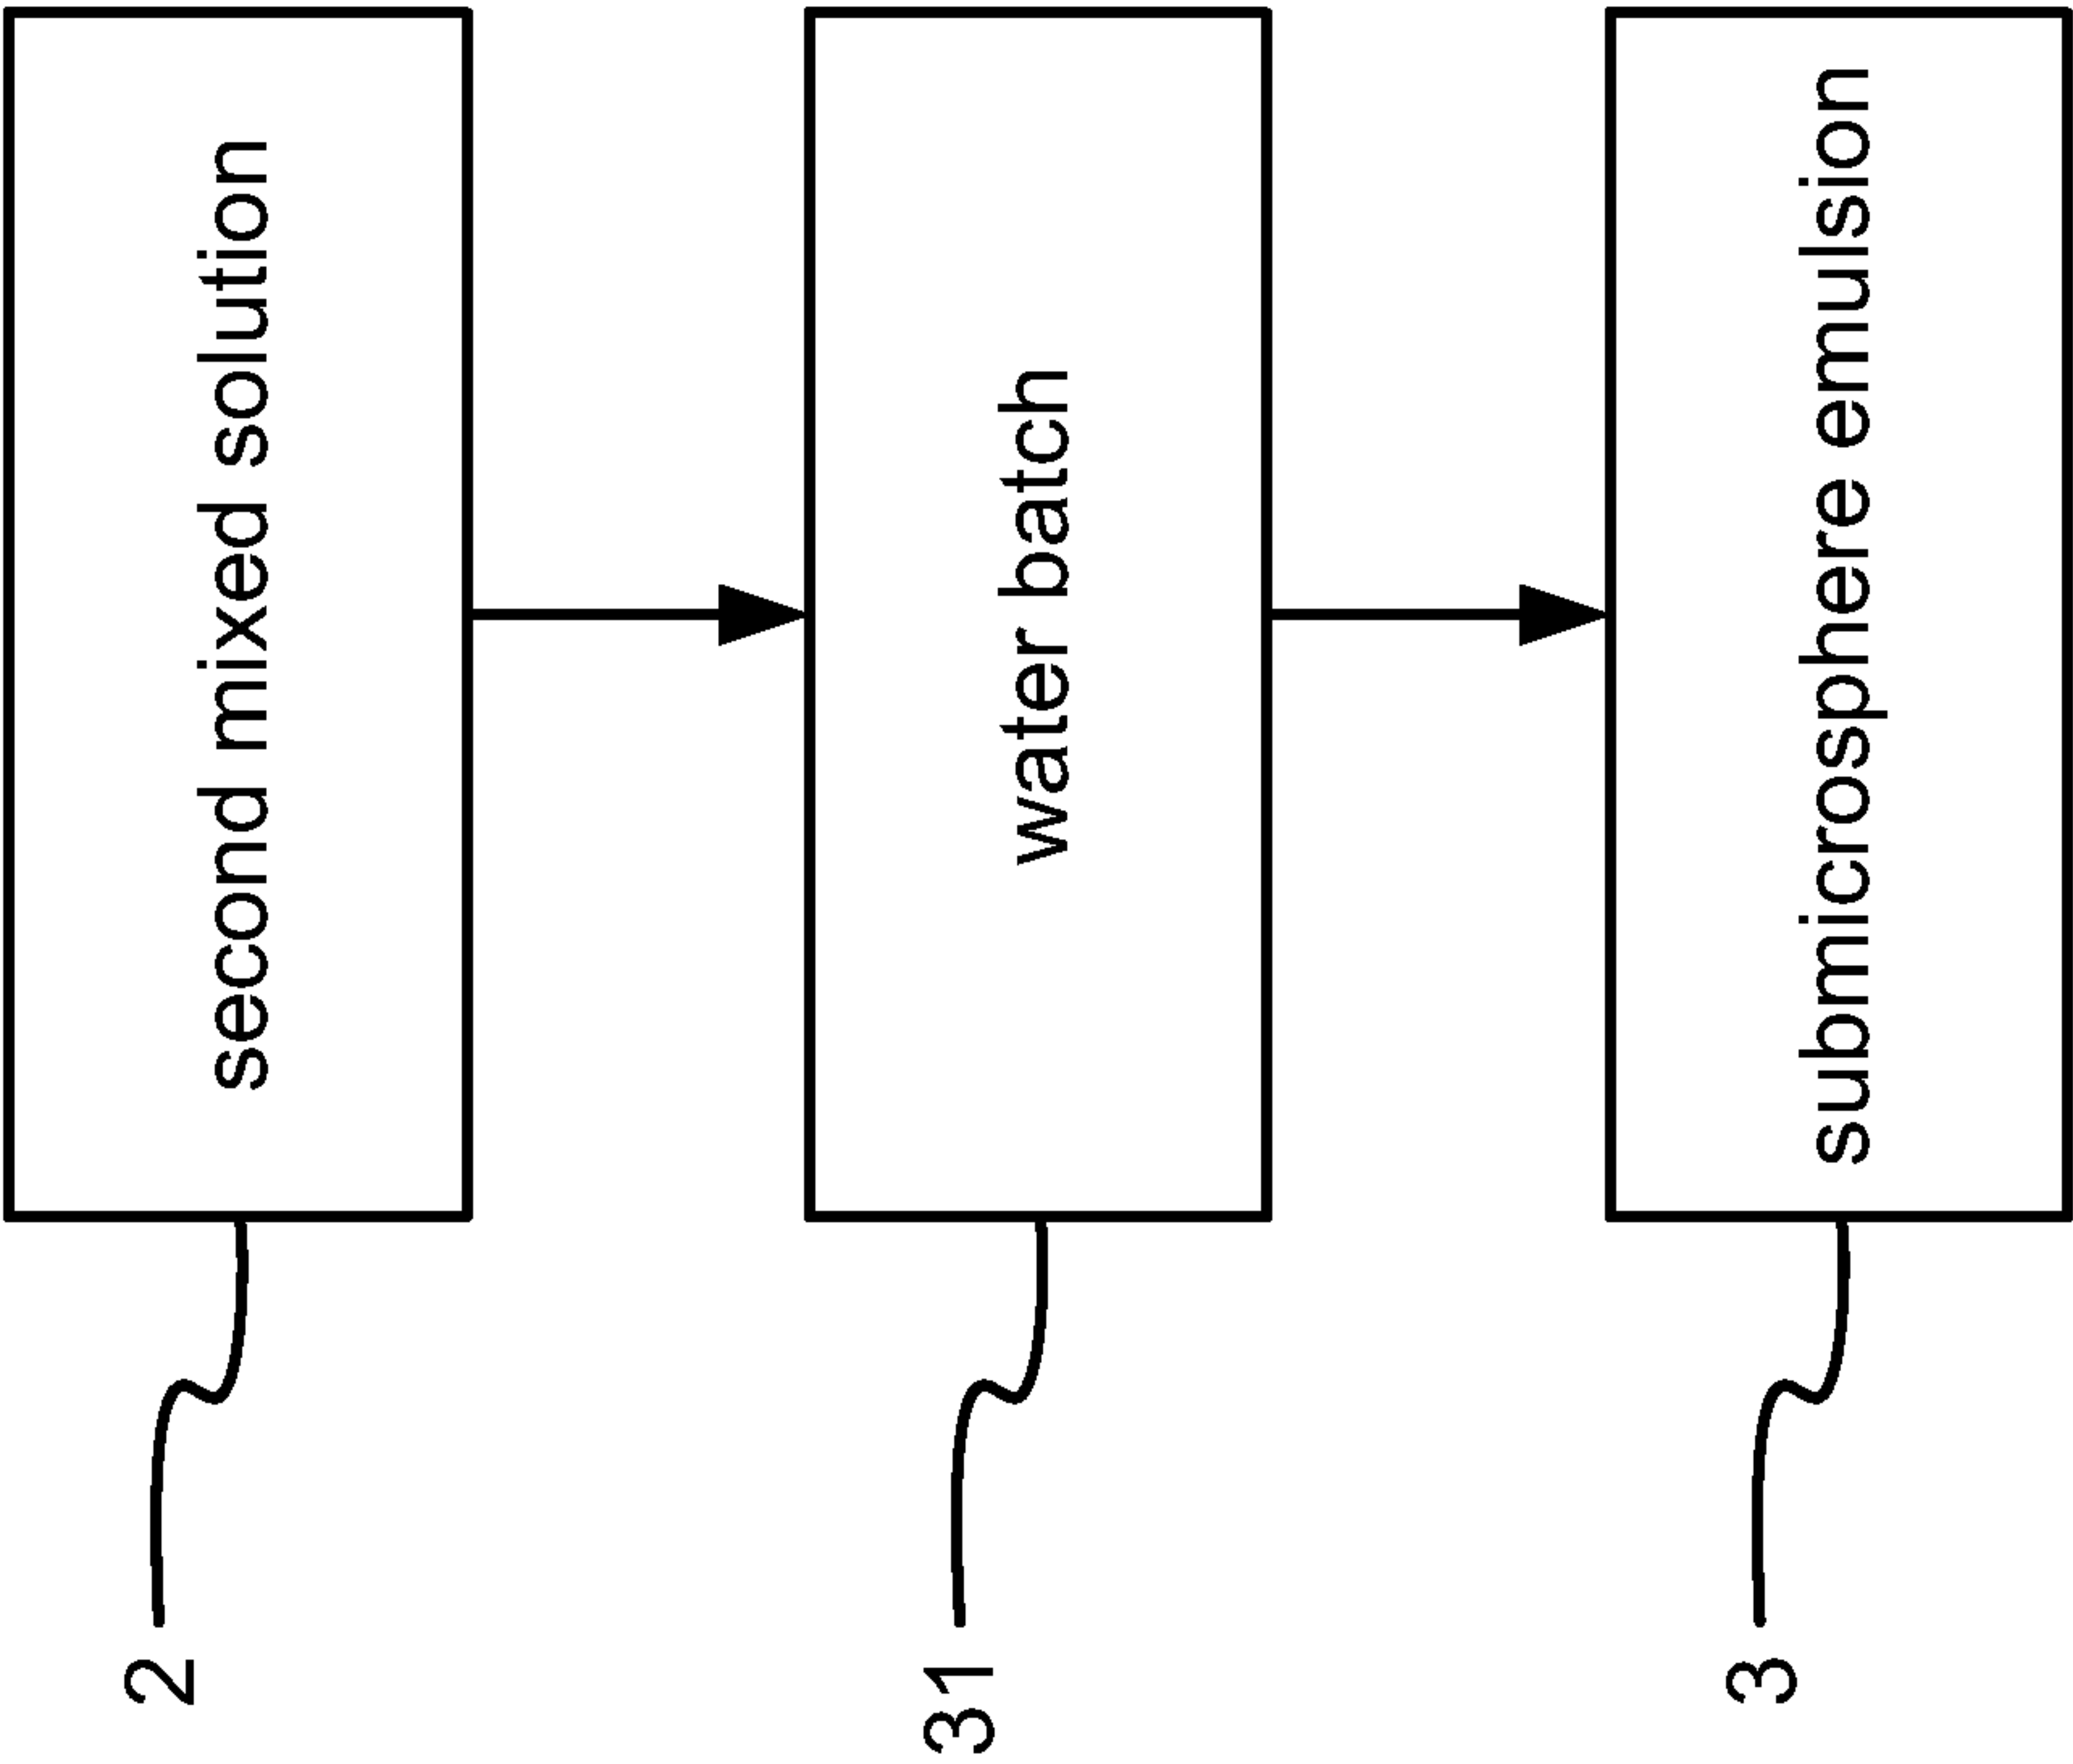 second mixed solution
2
water batch
31
submicrosphere emulsion
3